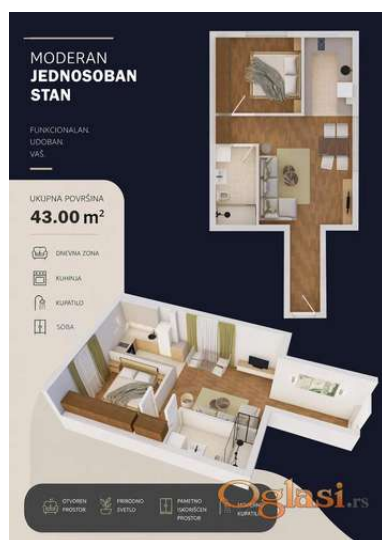 MODERAN
JEDNOSOBAN
STAN
FUNKCIONALAN.
UDOBAN.
VAŠ.
UKUPNA POVRŠINA
43.00 m²
DNEVNA ZONA
KUHINJA
KUPATILO
SOBA
OTVOREN
PROSTOR
PRIRODNO
SVETLO
PAMETNO
ISKORIŠĆEN
PROSTOR
KUPATILO
Oglasi.rs